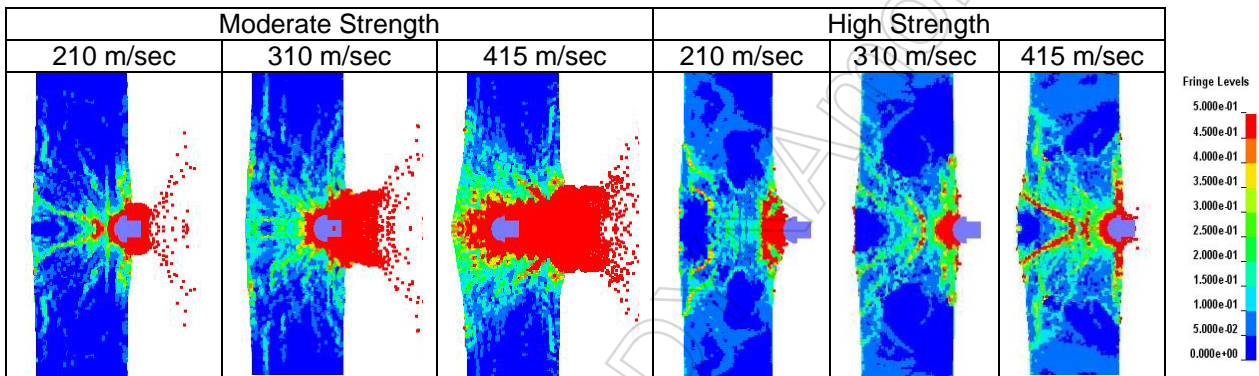 Moderate Strength High Strength
210 m/sec 310 m/sec 415 m/sec 210 m/sec 310 m/sec 415 m/sec
Fringe Levels
5.000e-01
4.500e-01
4.000e-01
3.500e-01
3.000e-01
2.500e-01
2.000e-01
1.500e-01
1.000e-01
5.000e-02
0.000e+00